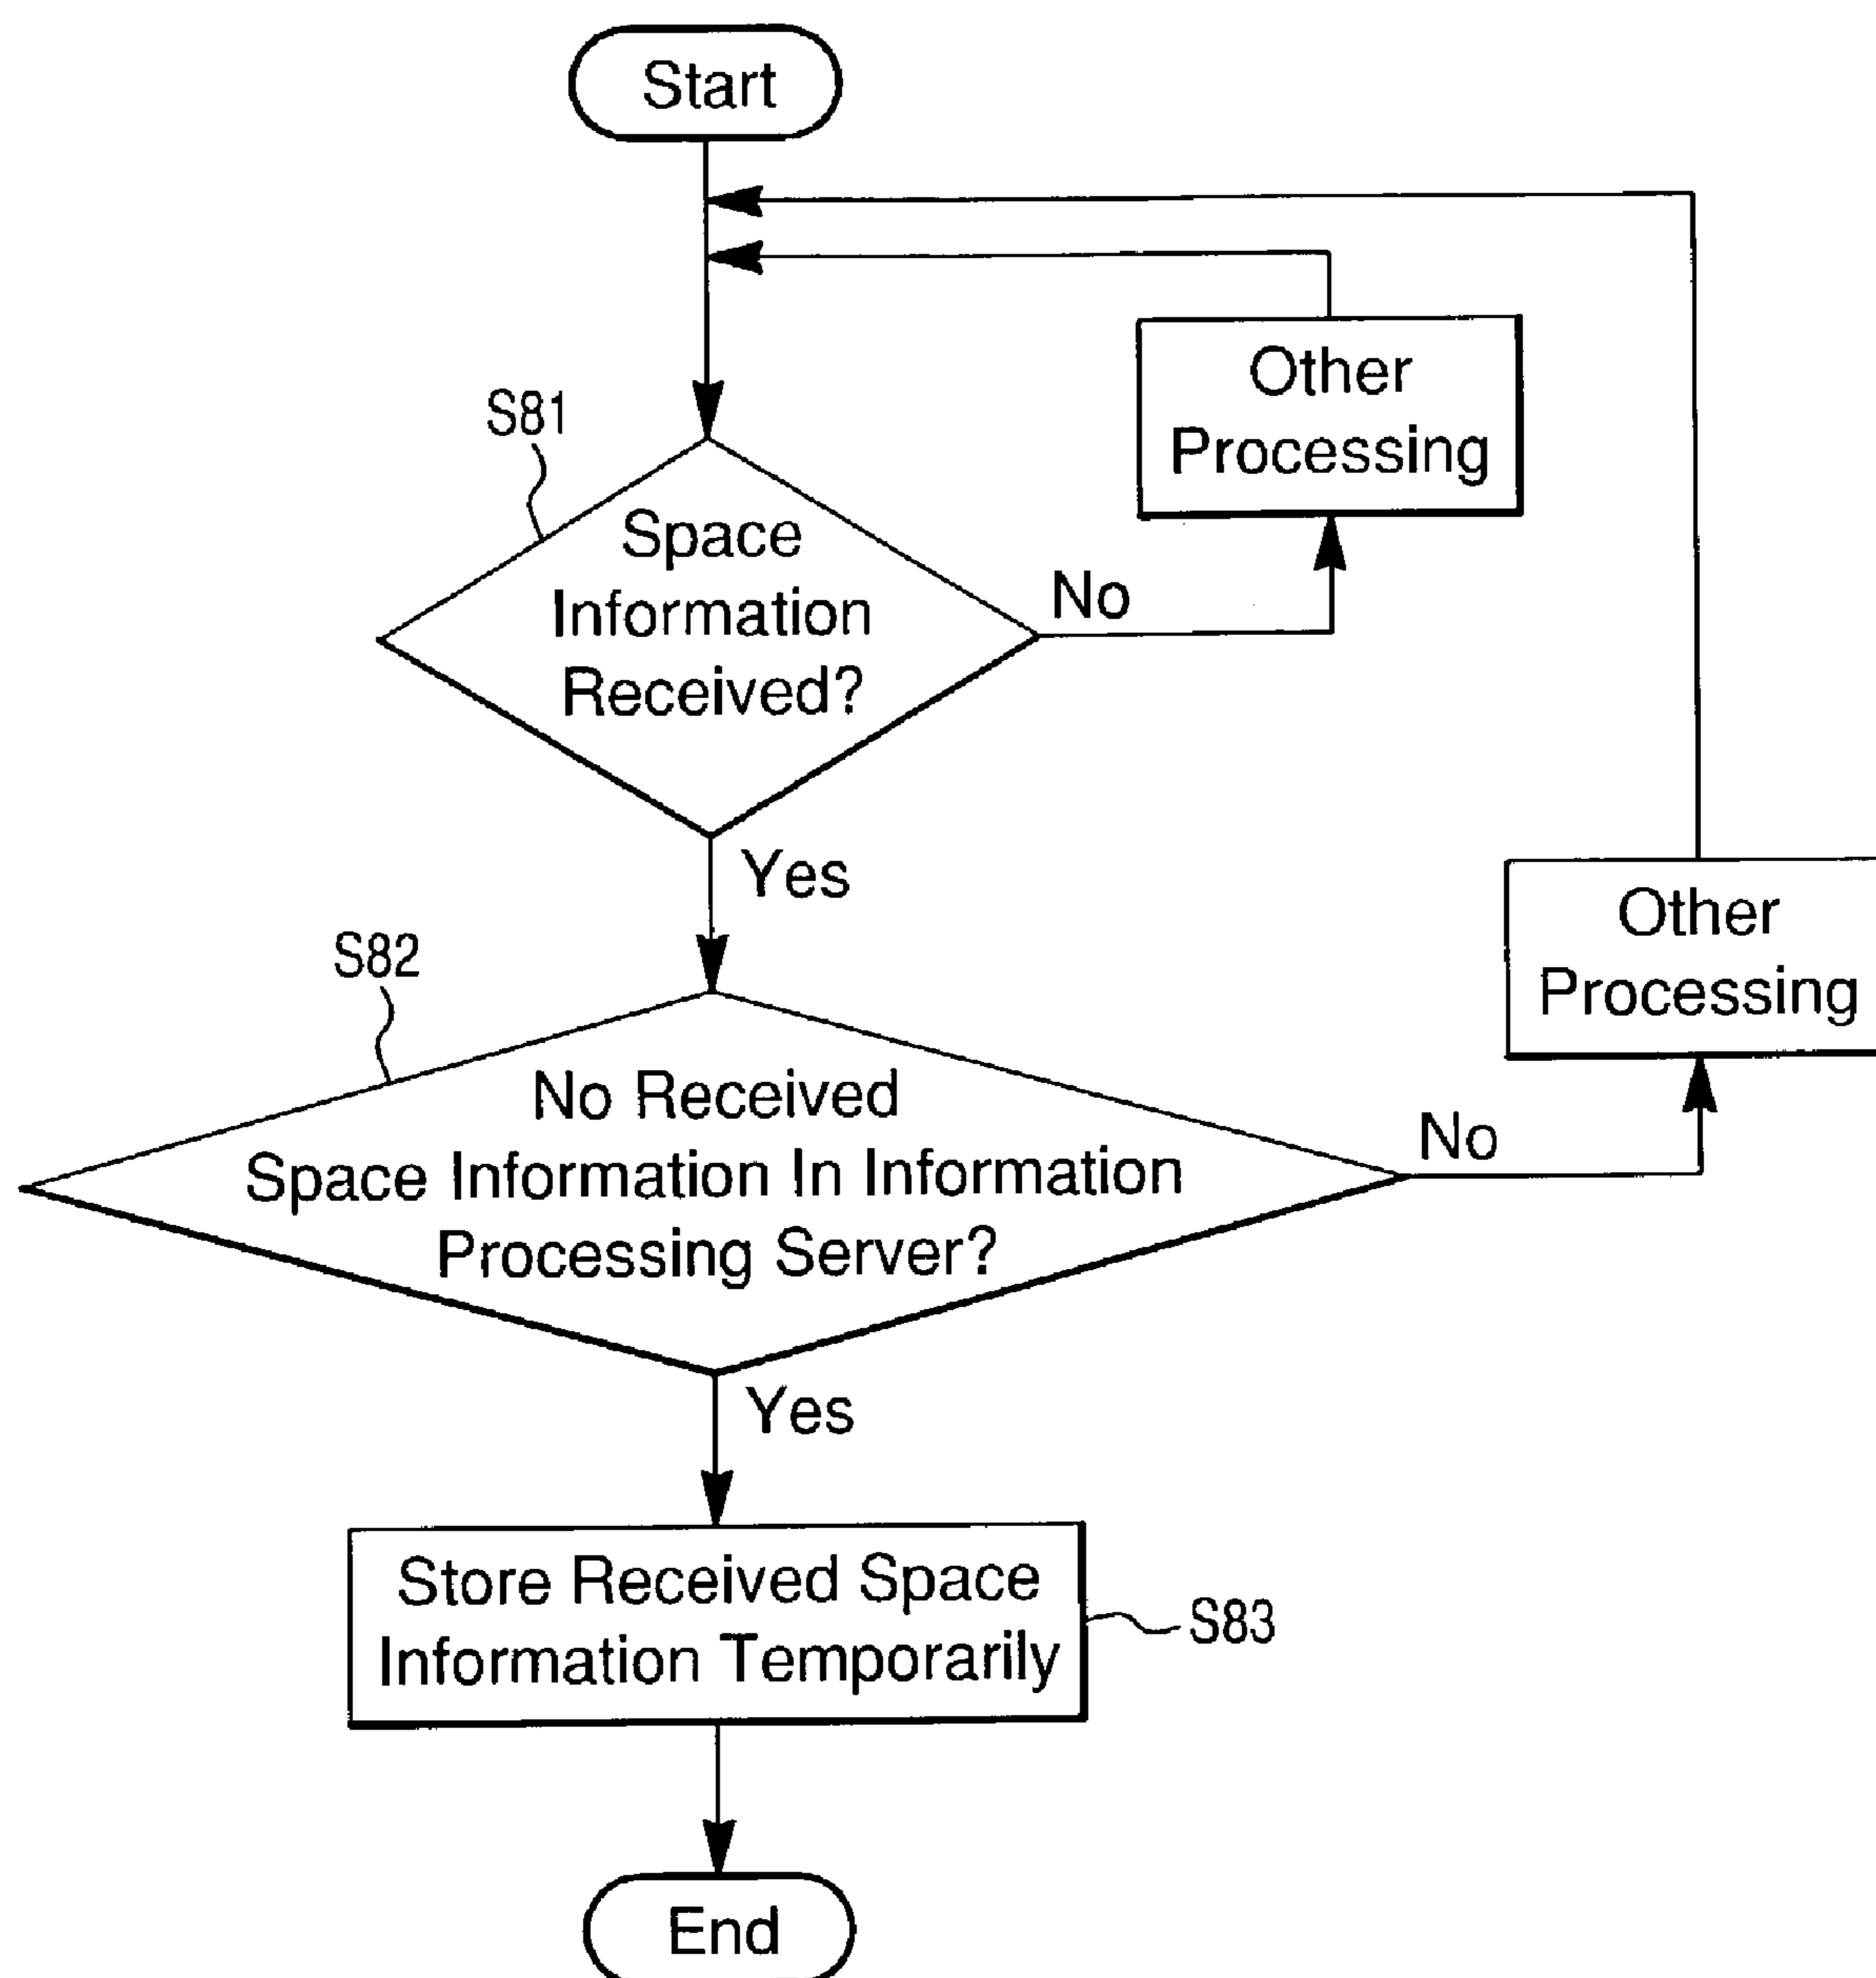 Start
Other
Processing
S81
Space
Information
Received?
No
Yes
Other
Processing
S82
No Received
Space Information In Information
Processing Server?
No
Yes
Store Received Space
Information Temporarily
S83
End